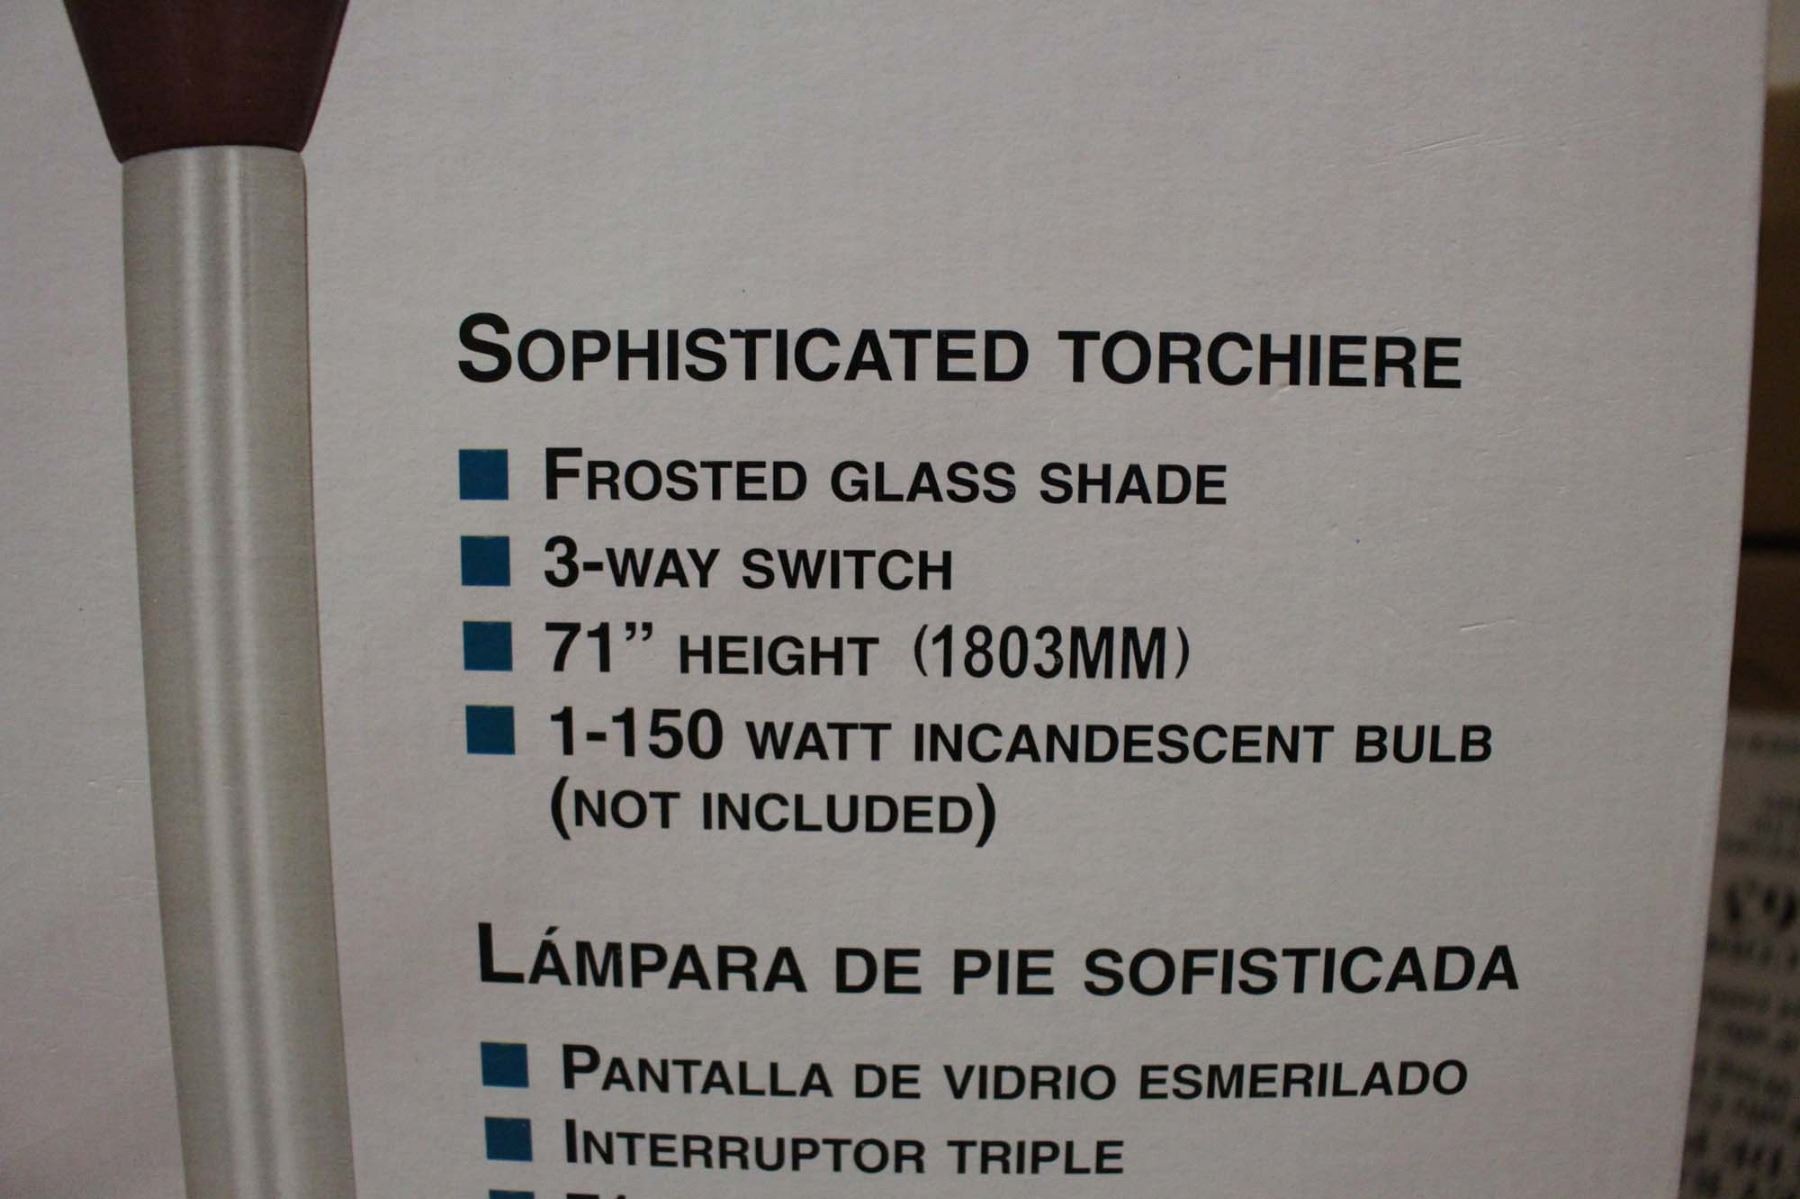 SOPHISTICATED TORCHIERE
FROSTED GLASS SHADE
3-WAY SWITCH
71” HEIGHT (1803MM)
1-150 WATT INCANDESCENT BULB
(NOT INCLUDED)
LÁMPARA DE PIE SOFISTICADA
PANTALLA DE VIDRIO ESMERILADO
INTERRUPTOR TRIPLE